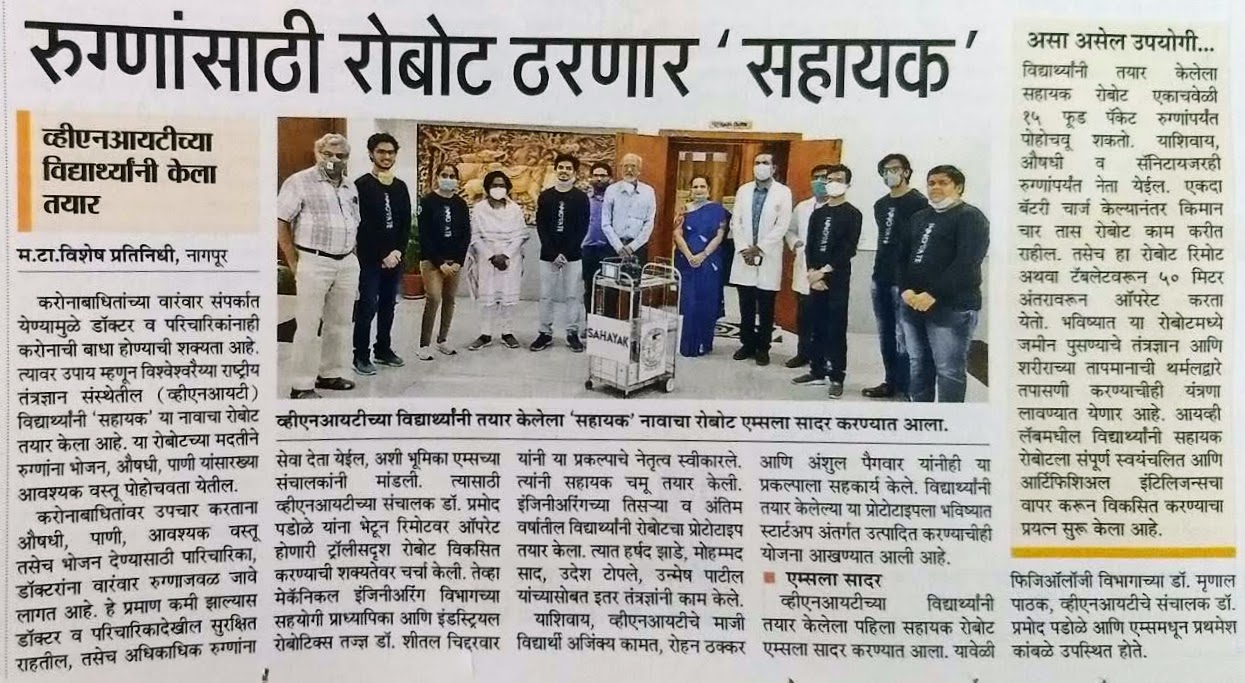 रुग्णांसाठी रोबोट ठरणार ‘सहायक’
व्हीएनआयटीच्या
विद्यार्थ्यांनी केला
तयार
म.टा.विशेष प्रतिनिधी, नागपूर
करोनाबाधितांच्या वारंवार संपर्कात
येण्यामुळे डॉक्टर व परिचारिकांनाही
करोनाची बाधा होण्याची शक्यता आहे.
त्यावर उपाय म्हणून विश्वेश्वरैय्या राष्ट्रीय
तंत्रज्ञान संस्थेतील (व्हीएनआयटी)
विद्यार्थ्यांनी ‘सहायक’ या नावाचा रोबोट
तयार केला आहे. या रोबोटच्या मदतीने
रुग्णांना भोजन, औषधी, पाणी यांसारख्या
आवश्यक वस्तू पोहोचवता येतील.
करोनाबाधितांवर उपचार करताना
औषधी, पाणी, आवश्यक वस्तू
तसेच भोजन देण्यासाठी पारिचारिका,
डॉक्टरांना वारंवार रुग्णाजवळ जावे
लागत आहे. हे प्रमाण कमी झाल्यास
डॉक्टर व परिचारिकादेखील सुरक्षित
राहतील, तसेच अधिकाधिक रुग्णांना
INNOVATE
INNOVATE
INNOVATE
INNOVATE
INNOVATE
SAHAYAK
व्हीएनआयटीच्या विद्यार्थ्यांनी तयार केलेला ‘सहायक’ नावाचा रोबोट एम्सला सादर करण्यात आला.
सेवा देता येईल, अशी भूमिका एम्सच्या
संचालकांनी मांडली. त्यासाठी
व्हीएनआयटीच्या संचालक डॉ. प्रमोद
पडोळे यांना भेटून रिमोटवर ऑपरेट
होणारी ट्रॉलीसदृश रोबोट विकसित
करण्याची शक्यतेवर चर्चा केली. तेव्हा
मेकॅनिकल इंजिनीअरिंग विभागच्या
सहयोगी प्राध्यापिका आणि इंडस्ट्रियल
रोबोटिक्स तज्ज्ञ डॉ. शीतल चिद्दरवार
यांनी या प्रकल्पाचे नेतृत्व स्वीकारले.
त्यांनी सहायक चमू तयार केली.
इंजिनीअरिंगच्या तिसऱ्या व अंतिम
वर्षातील विद्यार्थ्यांनी रोबोटचा प्रोटोटाइप
तयार केला. त्यात हर्षद झाडे, मोहम्मद
साद, उदेश टोपले, उन्मेष पाटील
यांच्यासोबत इतर तंत्रज्ञांनी काम केले.
याशिवाय, व्हीएनआयटीचे माजी
विद्यार्थी अजिंक्य कामत, रोहन ठक्कर
आणि अंशुल पैगवार यांनीही या
प्रकल्पाला सहकार्य केले. विद्यार्थ्यांनी
तयार केलेल्या या प्रोटोटाइपला भविष्यात
स्टार्टअप अंतर्गत उत्पादित करण्याचीही
योजना आखण्यात आली आहे.
एम्सला सादर
व्हीएनआयटीच्या विद्यार्थ्यांनी
तयार केलेला पहिला सहायक रोबोट
एम्सला सादर करण्यात आला. यावेळी
फिजिऑलॉजी विभागाच्या डॉ. मृणाल
पाठक, व्हीएनआयटीचे संचालक डॉ.
प्रमोद पडोळे आणि एम्समधून प्रथमेश
कांबळे उपस्थित होते.
असा असेल उपयोगी...
विद्यार्थ्यांनी तयार केलेला
सहायक रोबोट एकाचवेळी
१५ फूड पॅकेट रुग्णांपर्यंत
पोहोचवू शकतो. याशिवाय,
औषधी व सॅनिटायजरही
रुग्णांपर्यंत नेता येईल. एकदा
बॅटरी चार्ज केल्यानंतर किमान
चार तास रोबोट काम करीत
राहील. तसेच हा रोबोट रिमोट
अथवा टॅबलेटवरून ५० मिटर
अंतरावरून ऑपरेट करता
येतो. भविष्यात या रोबोटमध्ये
जमीन पुसण्याचे तंत्रज्ञान आणि
शरीराच्या तापमानाची थर्मलद्वारे
तपासणी करण्याचीही यंत्रणा
लावण्यात येणार आहे. आयव्ही
लॅबमधील विद्यार्थ्यांनी सहायक
रोबोटला संपूर्ण स्वयंचलित आणि
आर्टिफिशिअल इंटिलिजन्सचा
वापर करून विकसित करण्याचा
प्रयत्न सुरू केला आहे.